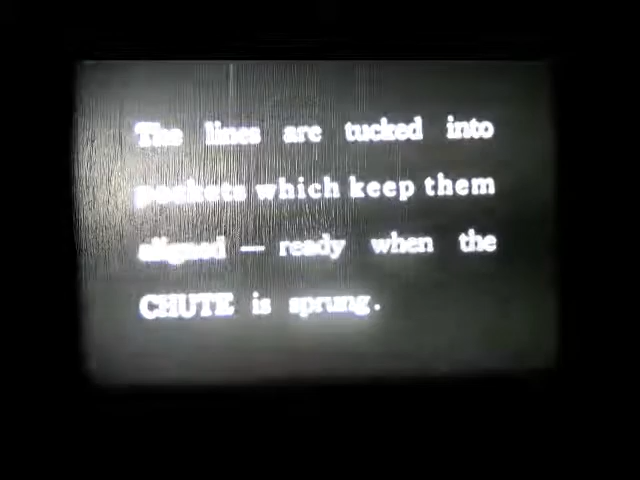 The lines are tucked into
pockets which keep them
aligned — ready when the
CHUTE is sprung.